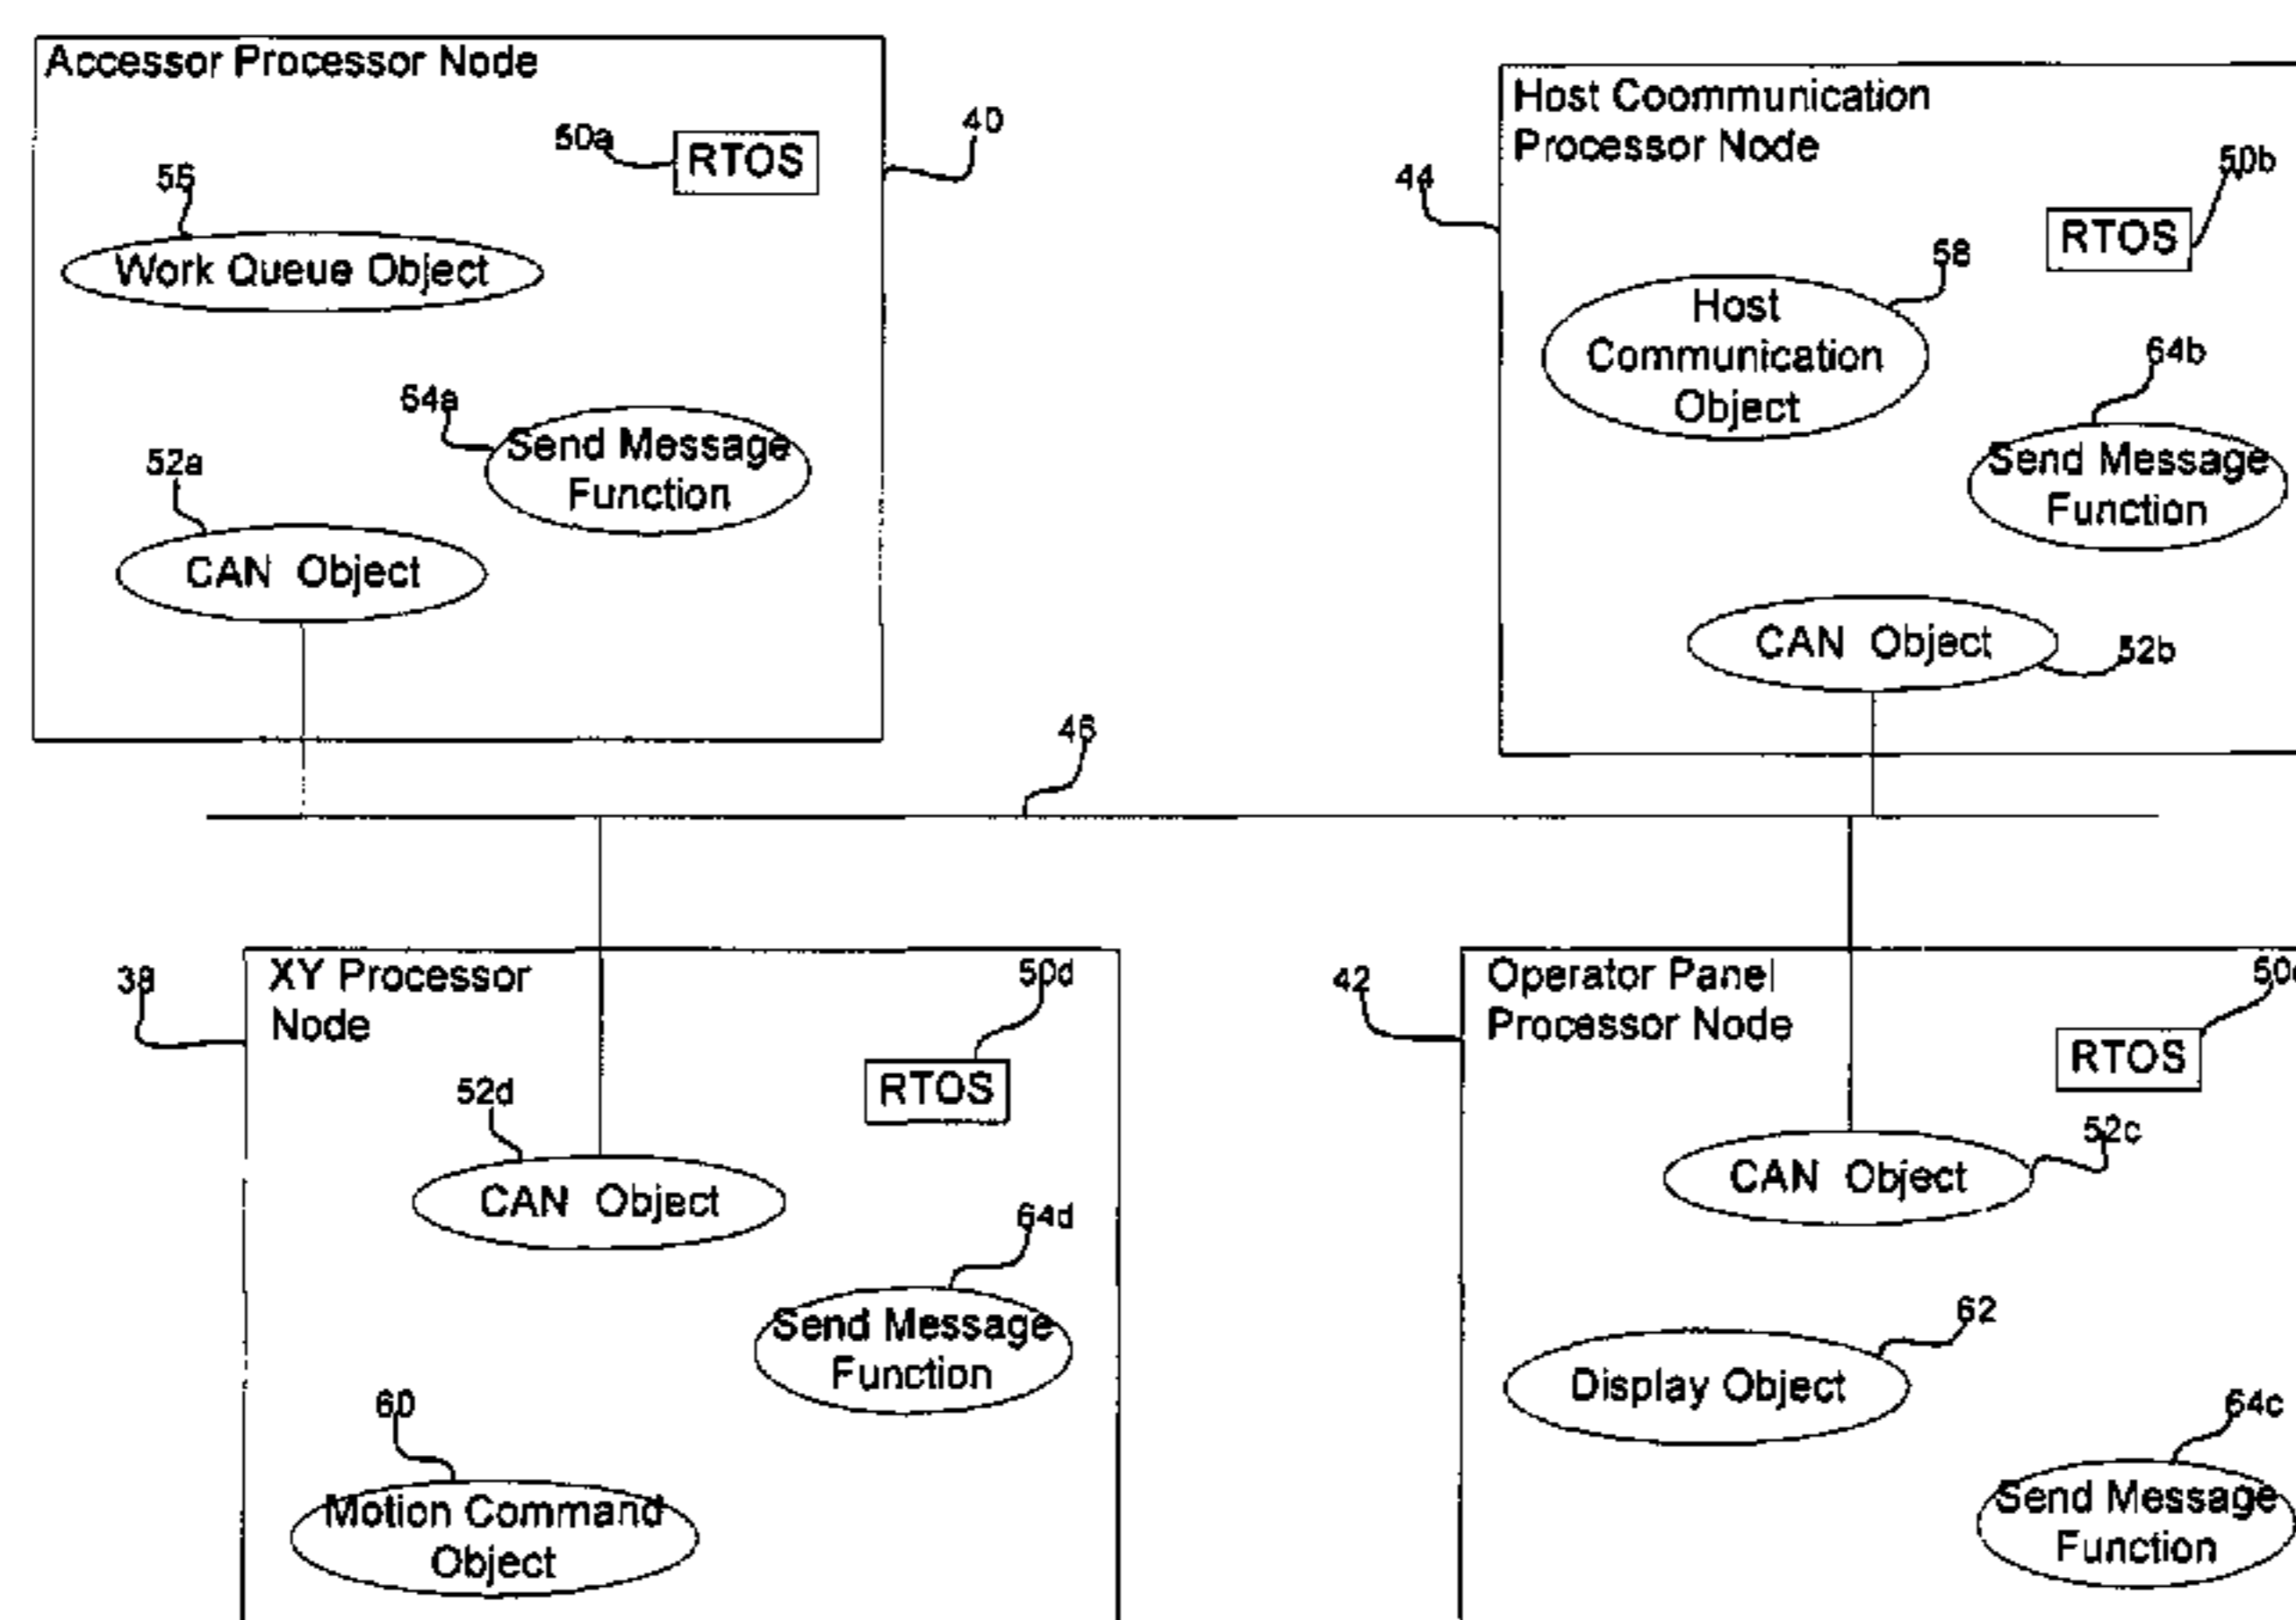 Accessor Processor Node
50a
RTOS
40
56
Work Queue Object
64a
Send Message
Function
52a
CAN Object
Host Coommunication
Processor Node
44
50b
RTOS
58
Host
Communication
Object
64b
Send Message
Function
CAN Object
52b
46
38
XY Processor
Node
50d
RTOS
52d
CAN Object
64d
Send Message
Function
60
Motion Command
Object
42
Operator Panel
Processor Node
RTOS
52c
CAN Object
62
Display Object
64c
Send Message
Function